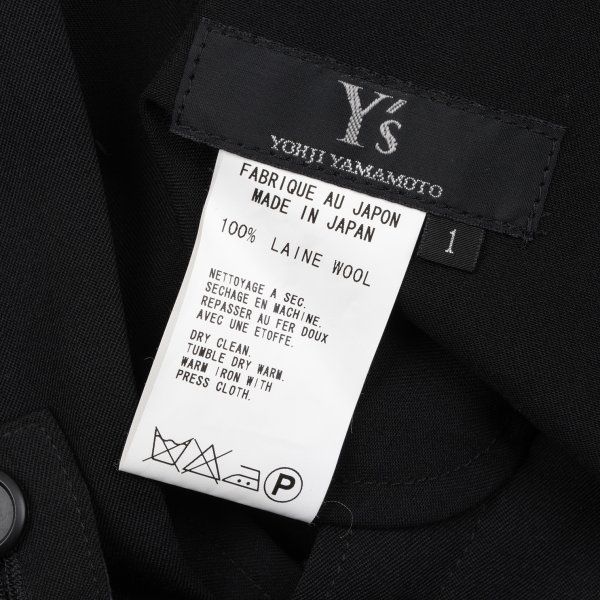 Y's
YOHJI YAMAMOTO
1
FABRIQUE AU JAPON
MADE IN JAPAN
100% LAINE WOOL
NETTOYAGE A SEC.
SECHAGE EN MACHINE.
REPASSER AU FER DOUX
AVEC UNE ETOFFE.
DRY CLEAN.
TUMBLE DRY WARM.
WARM IRON WITH
PRESS CLOTH.
P